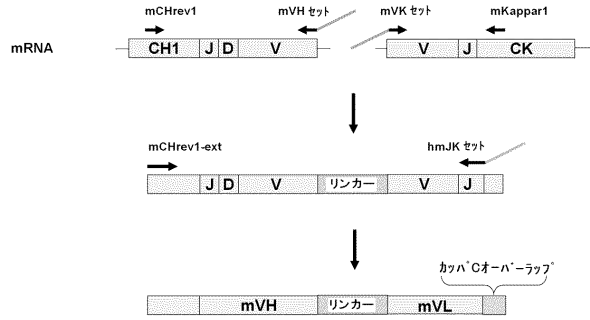 mCHrev1 mVH セット mVK セット mKappar1
mRNA CH1 J D V V J CK
mCHrev1-ext hmJK セット
J D V リンカー V J
カッパCオーバーラップ
mVH リンカー mVL